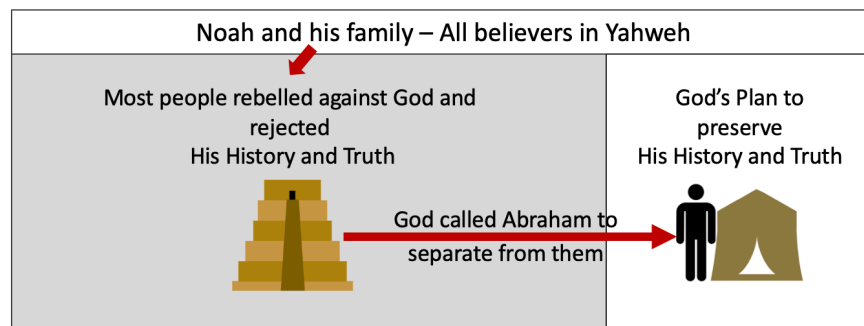 Noah and his family – All believers in Yahweh
Most people rebelled against God and
rejected
His History and Truth
God's Plan to
preserve
His History and Truth
God called Abraham to
separate from them